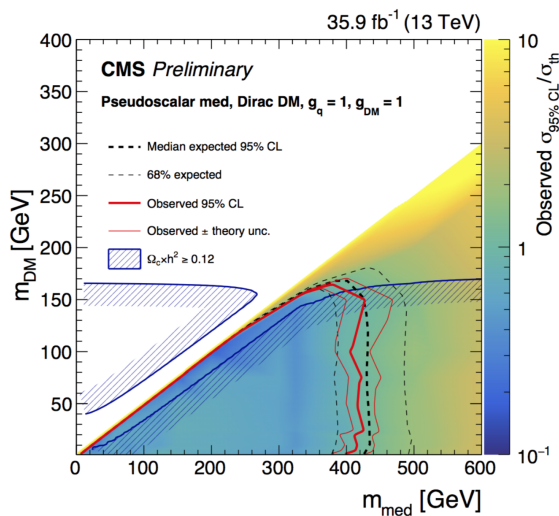 35.9 fb⁻¹ (13 TeV)
CMS Preliminary
Pseudoscalar med, Dirac DM, g_q = 1, g_DM = 1
Median expected 95% CL
68% expected
Observed 95% CL
Observed ± theory unc.
Ω_c×h² ≥ 0.12
m_DM [GeV]
400
350
300
250
200
150
100
50
0 100 200 300 400 500 600
m_med [GeV]
10
1
10⁻¹
Observed σ_95% CL/σ_th